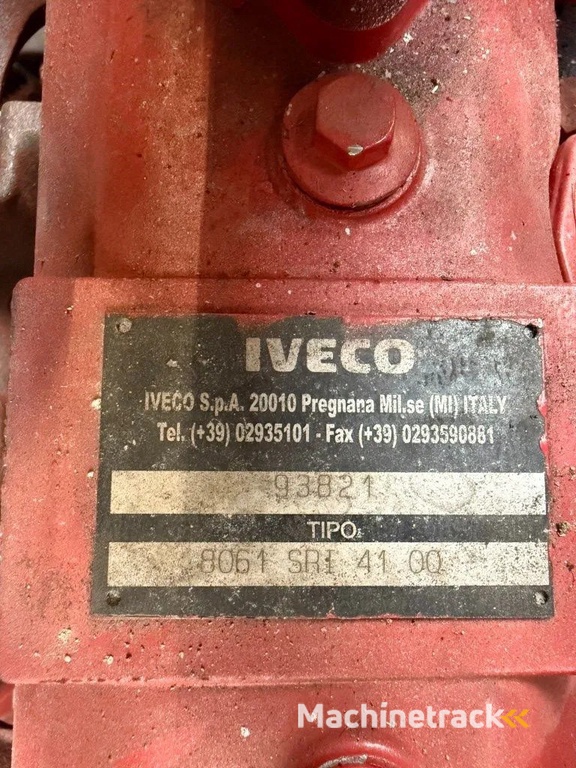 IVECO
IVECO S.p.A. 20010 Pregnana Mil.se (MI) ITALY
Tel. (+39) 02935101 - Fax (+39) 0293590881
93821
TIPO:
8061 SRI 41.00
Machinetrack